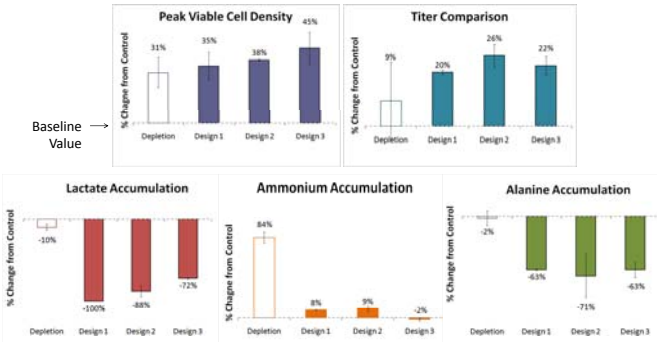 Peak Viable Cell Density
% Chagne from Control
31%
35%
38%
45%
Depletion
Design 1
Design 2
Design 3
Titer Comparison
% Change from Control
9%
20%
26%
22%
Depletion
Design 1
Design 2
Design 3
Baseline
Value
Lactate Accumulation
% Change from Control
-10%
-100%
-88%
-72%
Depletion
Design 1
Design 2
Design 3
Ammonium Accumulation
% Chagne from Control
84%
8%
9%
-2%
Depletion
Design 1
Design 2
Design 3
Alanine Accumulation
% Change from Control
-2%
-63%
-71%
-63%
Depletion
Design 1
Design 2
Design 3